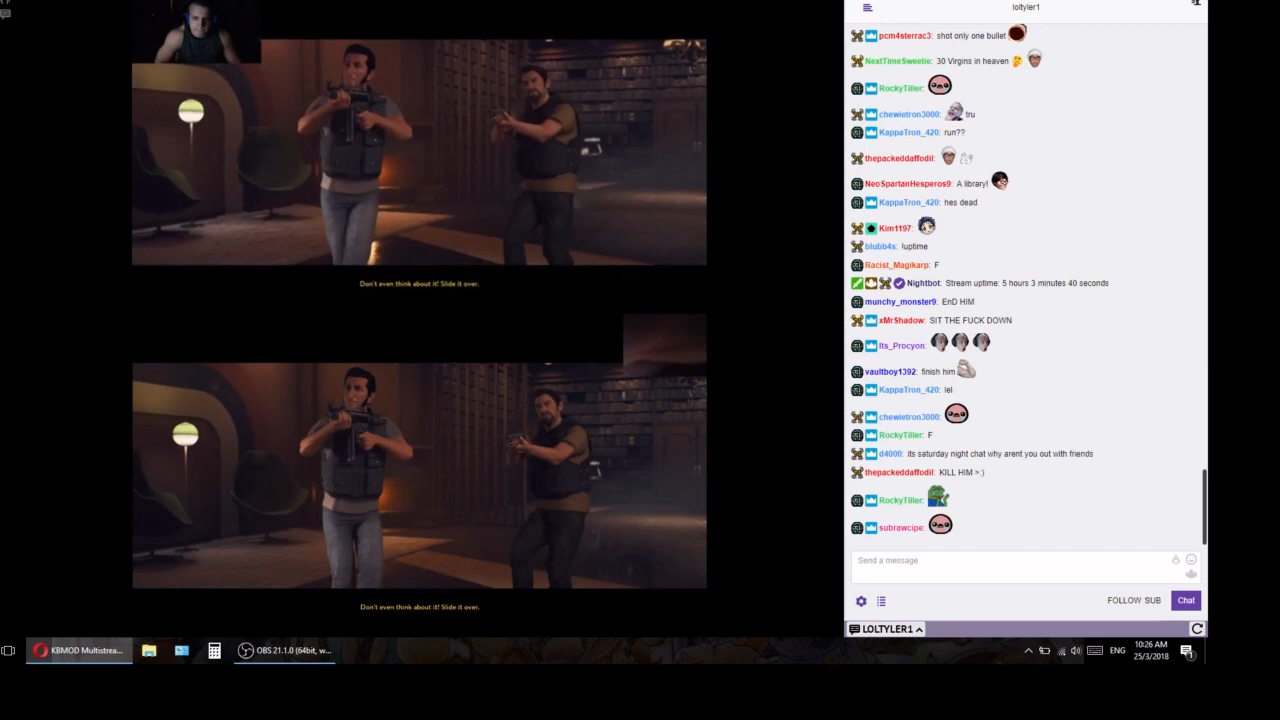 Don't even think about it! Slide it over.
Don't even think about it! Slide it over.
loltyler1
pcm4sterrac3: shot only one bullet
NextTimeSweetie: 30 Virgins in heaven
RockyTiller:
chewietron3000: tru
KappaTron_420: run??
thepackeddaffodil:
NeoSpartanHesperos9: A library!
KappaTron_420: hes dead
Kim1197:
blubb4s: !uptime
Racist_Magikarp: F
Nightbot: Stream uptime: 5 hours 3 minutes 40 seconds
munchy_monster9: EnD HIM
xMrShadow: SIT THE FUCK DOWN
Its_Procyon:
vaultboy1392: finish him
KappaTron_420: lel
chewietron3000:
RockyTiller: F
d4000: its saturday night chat why arent you out with friends
thepackeddaffodil: KILL HIM >:)
RockyTiller:
subrawcipe:
Send a message
FOLLOW SUB Chat
LOLTYLER1
KBMOD Multistrea...
OBS 21.1.0 (64bit, w...
ENG
10:26 AM
25/3/2018